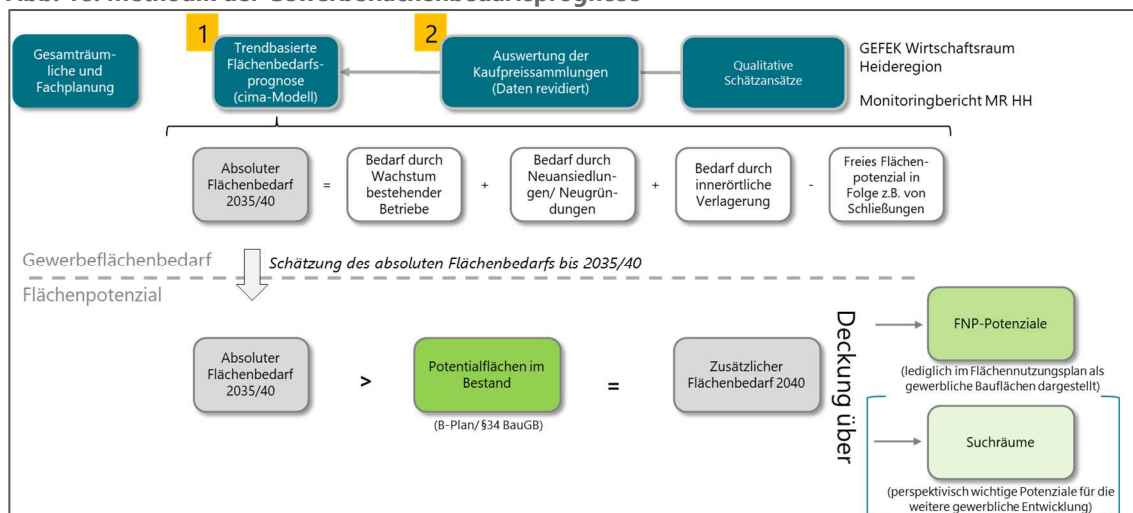 1
2
Gesamträum-
liche und
Fachplanung
Trendbasierte
Flächenbedarfs-
prognose
(cima-Modell)
Auswertung der
Kaufpreissammlungen
(Daten revidiert)
Qualitative
Schätzansätze
GEFEK Wirtschaftsraum
Heideregion
Monitoringbericht MR HH
Absoluter
Flächenbedarf
2035/40
=
Bedarf durch
Wachstum
bestehender
Betriebe
+
Bedarf durch
Neuansiedlun-
gen/ Neugrün-
dungen
+
Bedarf durch
innerörtliche
Verlagerung
-
Freies Flächen-
potenzial in
Folge z.B. von
Schließungen
Gewerbeflächenbedarf
Schätzung des absoluten Flächenbedarfs bis 2035/40
Flächenpotenzial
Absoluter
Flächenbedarf
2035/40
>
Potentialflächen im
Bestand
(B-Plan/ §34 BauGB)
=
Zusätzlicher
Flächenbedarf 2040
Deckung über
FNP-Potenziale
(lediglich im Flächennutzungsplan als
gewerbliche Bauflächen dargestellt)
Suchräume
(perspektivisch wichtige Potenziale für die
weitere gewerbliche Entwicklung)